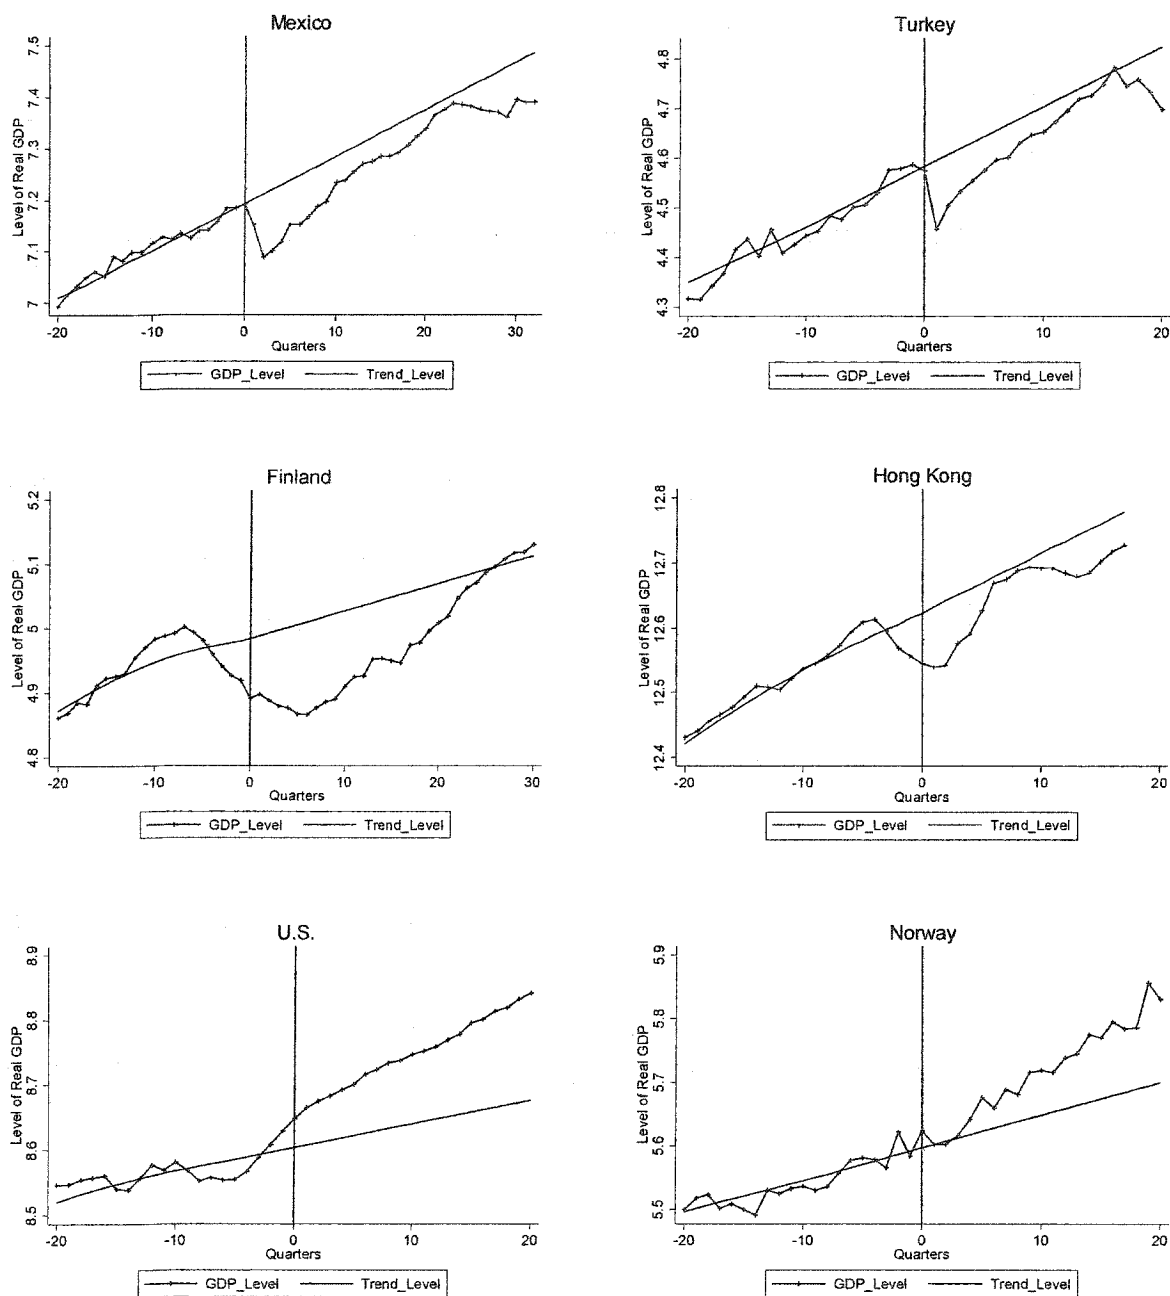 Mexico
Level of Real GDP
7.5
7.4
7.3
7.2
7.1
7
-20 -10 0 10 20 30
Quarters
GDP_Level Trend_Level
Turkey
Level of Real GDP
4.8
4.7
4.6
4.5
4.4
4.3
-20 -10 0 10 20
Quarters
GDP_Level Trend_Level
Finland
Level of Real GDP
5.2
5.1
5
4.9
4.8
-20 -10 0 10 20 30
Quarters
GDP_Level Trend_Level
Hong Kong
Level of Real GDP
12.8
12.7
12.6
12.5
12.4
-20 -10 0 10 20
Quarters
GDP_Level Trend_Level
U.S.
Level of Real GDP
8.9
8.8
8.7
8.6
8.5
-20 -10 0 10 20
Quarters
GDP_Level Trend_Level
Norway
Level of Real GDP
5.9
5.8
5.7
5.6
5.5
-20 -10 0 10 20
Quarters
GDP_Level Trend_Level